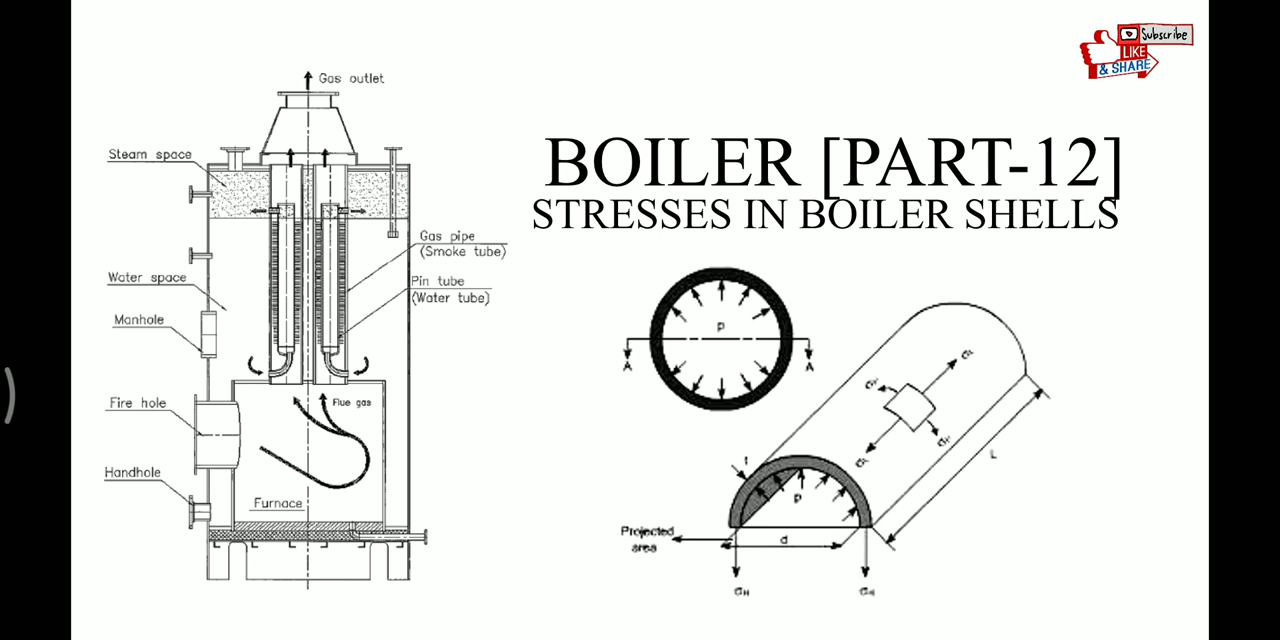 Subscribe
LIKE
& SHARE
BOILER [PART-12]
STRESSES IN BOILER SHELLS
Gas outlet
Steam space
Gas pipe
(Smoke tube)
Water space
Pin tube
(Water tube)
Manhole
Fire hole
Flue gas
Handhole
Furnace
P
A
A
L
t
P
Projected
area
d
σH